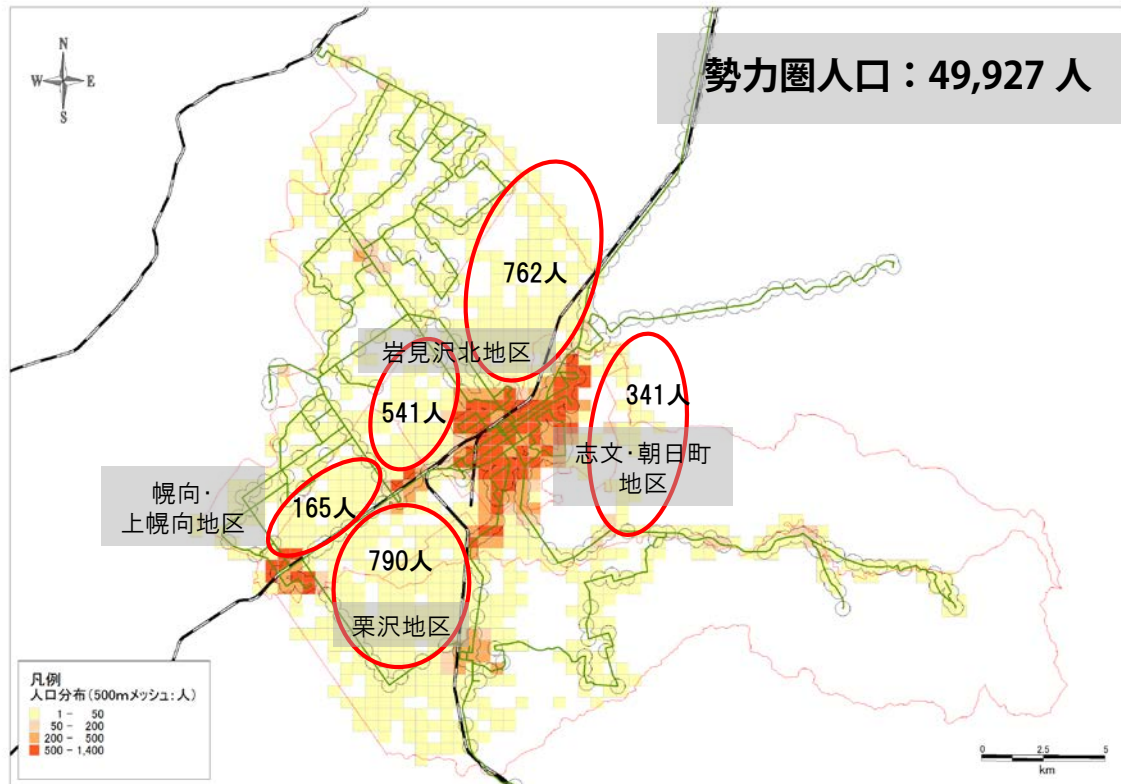 N
W E
S
勢力圏人口：49,927 人
762人
岩見沢北地区
541人
341人
志文・朝日町
地区
幌向・
上幌向地区
165人
790人
栗沢地区
凡例
人口分布(500mメッシュ:人)
1 - 50
50 - 200
200 - 500
500 - 1,400
0 2.5 5
km